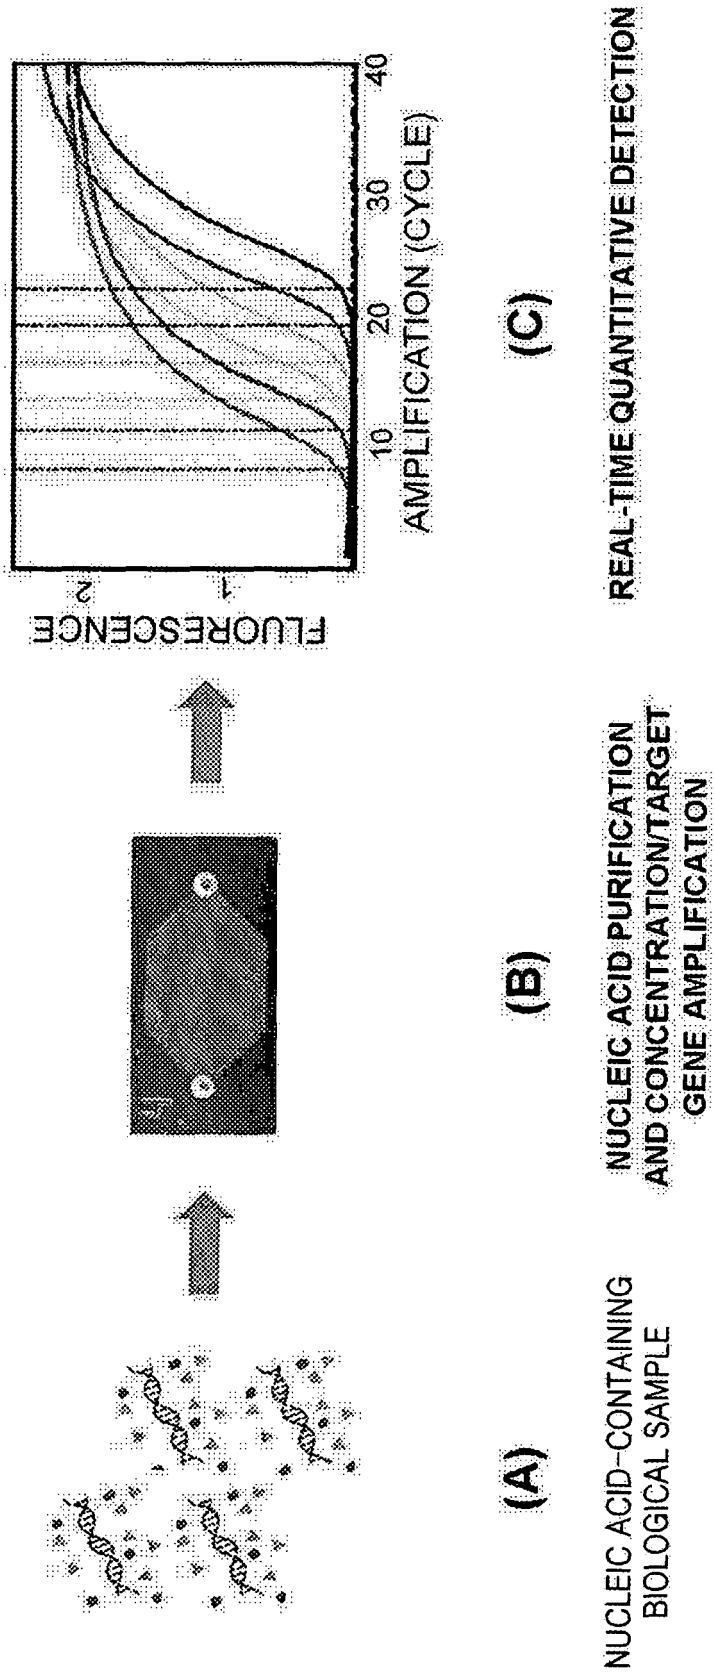 (A)
NUCLEIC ACID-CONTAINING
BIOLOGICAL SAMPLE
(B)
NUCLEIC ACID PURIFICATION
AND CONCENTRATION/TARGET
GENE AMPLIFICATION
FLUORESCENCE
2
1
10
20
30
40
AMPLIFICATION (CYCLE)
(C)
REAL-TIME QUANTITATIVE DETECTION